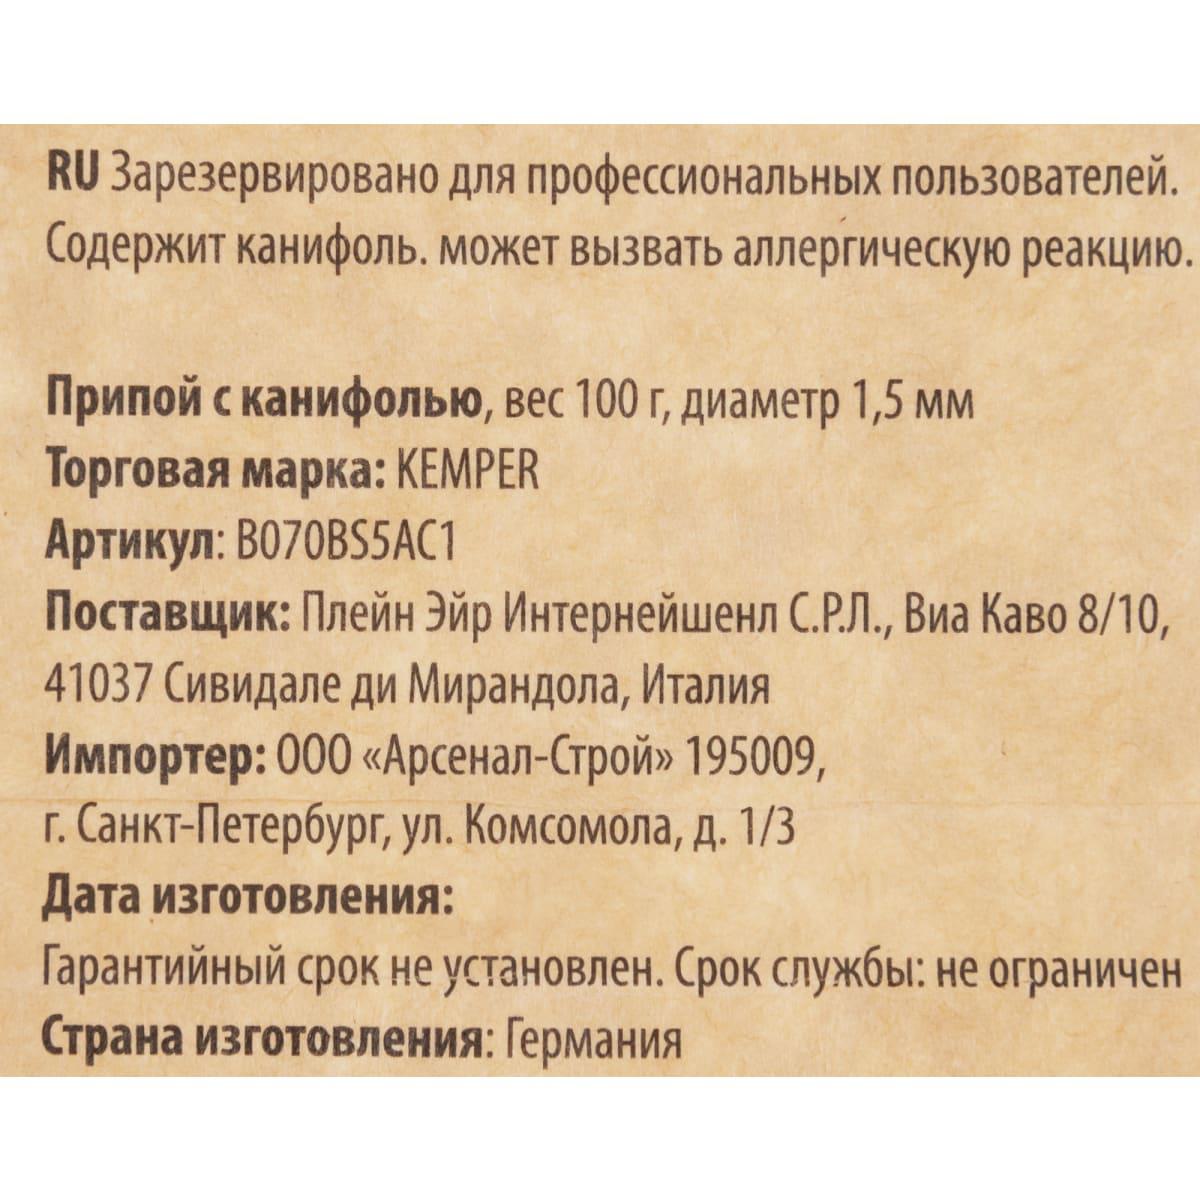 RU Зарезервировано для профессиональных пользователей.
Содержит канифоль. может вызвать аллергическую реакцию.
Припой с канифолью, вес 100 г, диаметр 1,5 мм
Торговая марка: KEMPER
Артикул: B070BS5AC1
Поставщик: Плейн Эйр Интернейшенл С.Р.Л., Виа Каво 8/10,
41037 Сивидале ди Мирандола, Италия
Импортер: ООО «Арсенал-Строй» 195009,
г. Санкт-Петербург, ул. Комсомола, д. 1/3
Дата изготовления:
Гарантийный срок не установлен. Срок службы: не ограничен
Страна изготовления: Германия